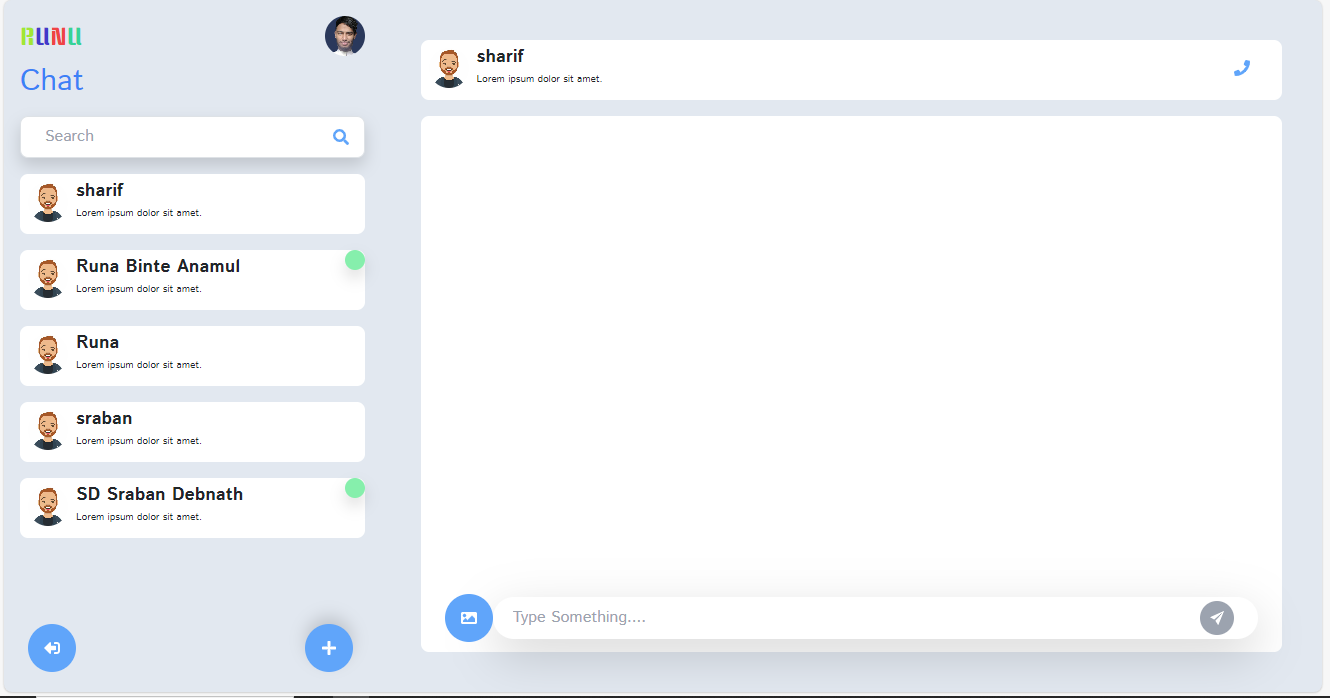 RUNU
Chat
Search
sharif
Lorem ipsum dolor sit amet.
Runa Binte Anamul
Lorem ipsum dolor sit amet.
Runa
Lorem ipsum dolor sit amet.
sraban
Lorem ipsum dolor sit amet.
SD Sraban Debnath
Lorem ipsum dolor sit amet.
sharif
Lorem ipsum dolor sit amet.
Type Something....